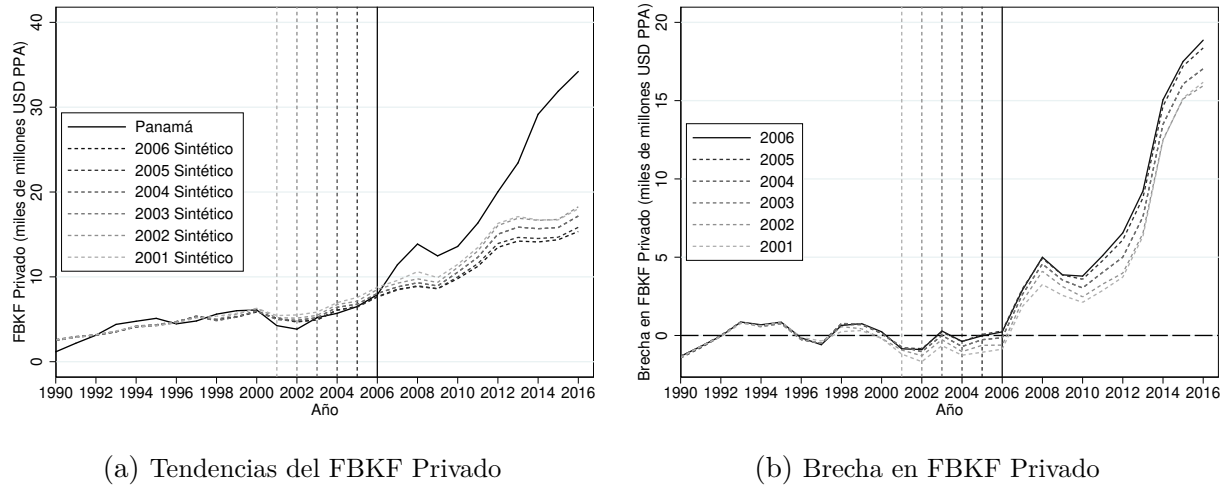 FBKF Privado (miles de millones USD PPA)
40
30
20
10
0
Panamá
2006 Sintético
2005 Sintético
2004 Sintético
2003 Sintético
2002 Sintético
2001 Sintético
1990 1992 1994 1996 1998 2000 2002 2004 2006 2008 2010 2012 2014 2016
Año
(a) Tendencias del FBKF Privado
Brecha en FBKF Privado (miles de millones USD PPA)
20
15
10
5
0
2006
2005
2004
2003
2002
2001
1990 1992 1994 1996 1998 2000 2002 2004 2006 2008 2010 2012 2014 2016
Año
(b) Brecha en FBKF Privado